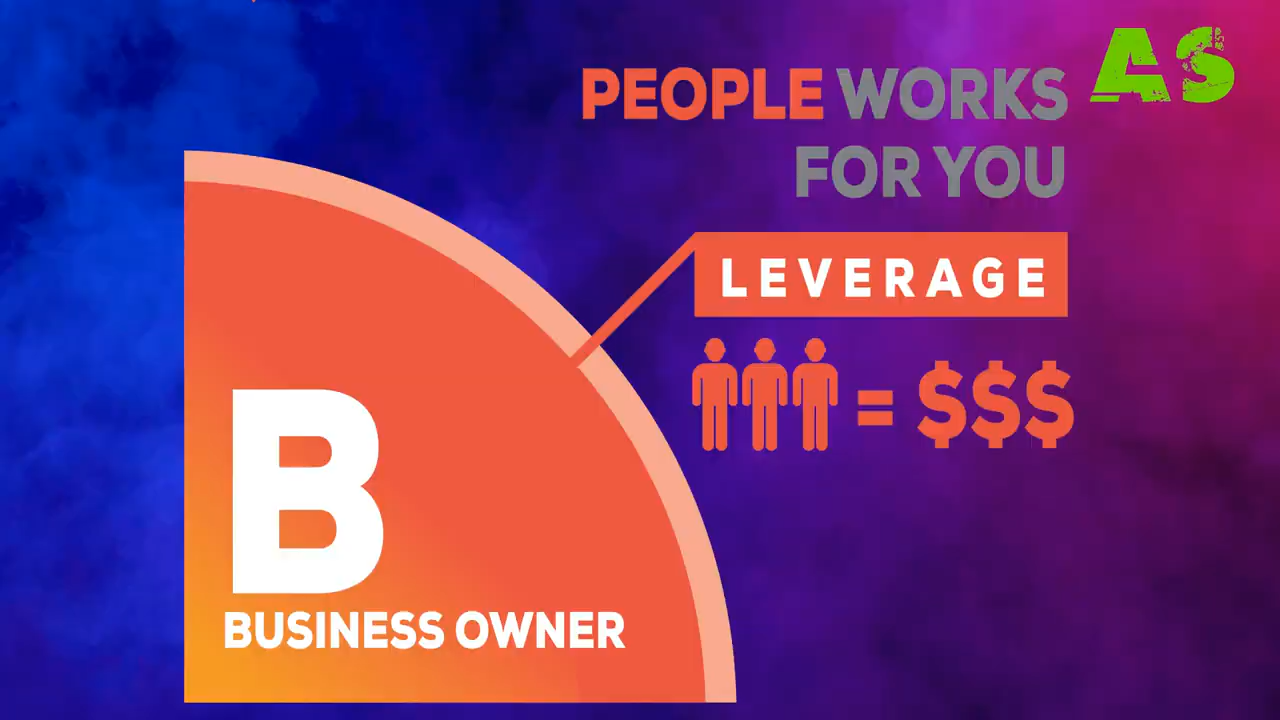 AS
PEOPLE WORKS
FOR YOU
LEVERAGE
= $$$
B
BUSINESS OWNER